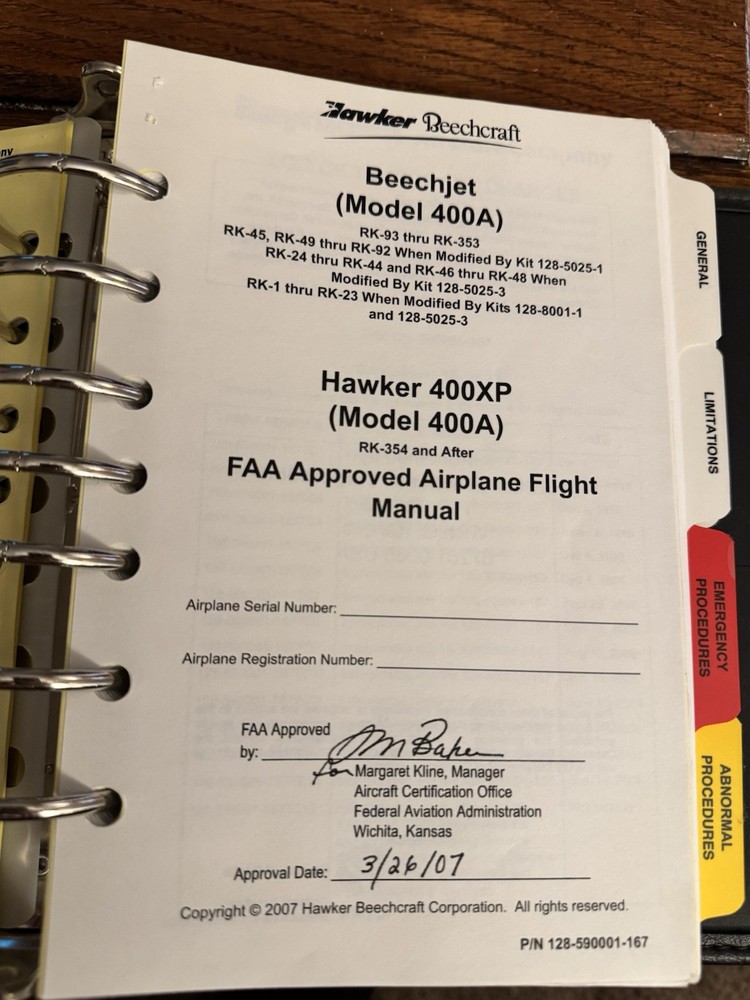 Hawker Beechcraft
Beechjet
(Model 400A)
RK-93 thru RK-353
RK-45, RK-49 thru RK-92 When Modified By Kit 128-5025-1
RK-24 thru RK-44 and RK-46 thru RK-48 When
Modified By Kit 128-5025-3
RK-1 thru RK-23 When Modified By Kits 128-8001-1
and 128-5025-3
Hawker 400XP
(Model 400A)
RK-354 and After
FAA Approved Airplane Flight
Manual
Airplane Serial Number:
Airplane Registration Number:
FAA Approved
by:
for Margaret Kline, Manager
Aircraft Certification Office
Federal Aviation Administration
Wichita, Kansas
Approval Date: 3/26/07
Copyright © 2007 Hawker Beechcraft Corporation. All rights reserved.
P/N 128-590001-167
GENERAL
LIMITATIONS
EMERGENCY
PROCEDURES
ABNORMAL
PROCEDURES